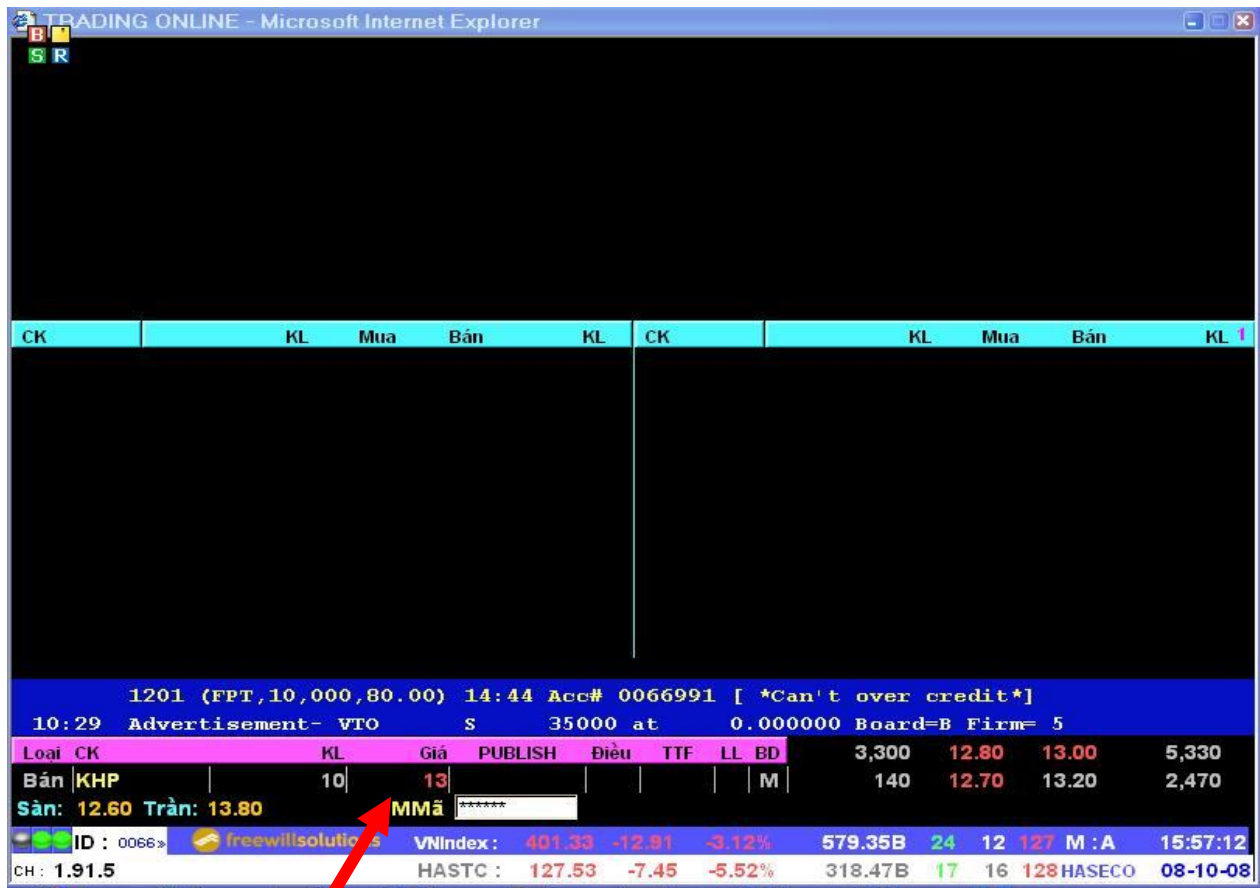 TRADING ONLINE - Microsoft Internet Explorer
B
S R
CK KL Mua Bán KL CK KL Mua Bán KL 1
1201 (FPT,10,000,80.00) 14:44 Acc# 0066991 [ *Can't over credit*]
10:29 Advertisement- VTO S 35000 at 0.000000 Board=B Firm= 5
Loại CK KL Giá PUBLISH Điều TTF LL BD 3,300 12.80 13.00 5,330
Bán KHP 10 13 M 140 12.70 13.20 2,470
Sàn: 12.60 Trần: 13.80 MMã ******
ID : 0066» freewillsolutions VNIndex : 401.33 -12.91 -3.12% 579.35B 24 12 127 M :A 15:57:12
CH : 1.91.5 HASTC : 127.53 -7.45 -5.52% 318.47B 17 16 128 HASECO 08-10-08